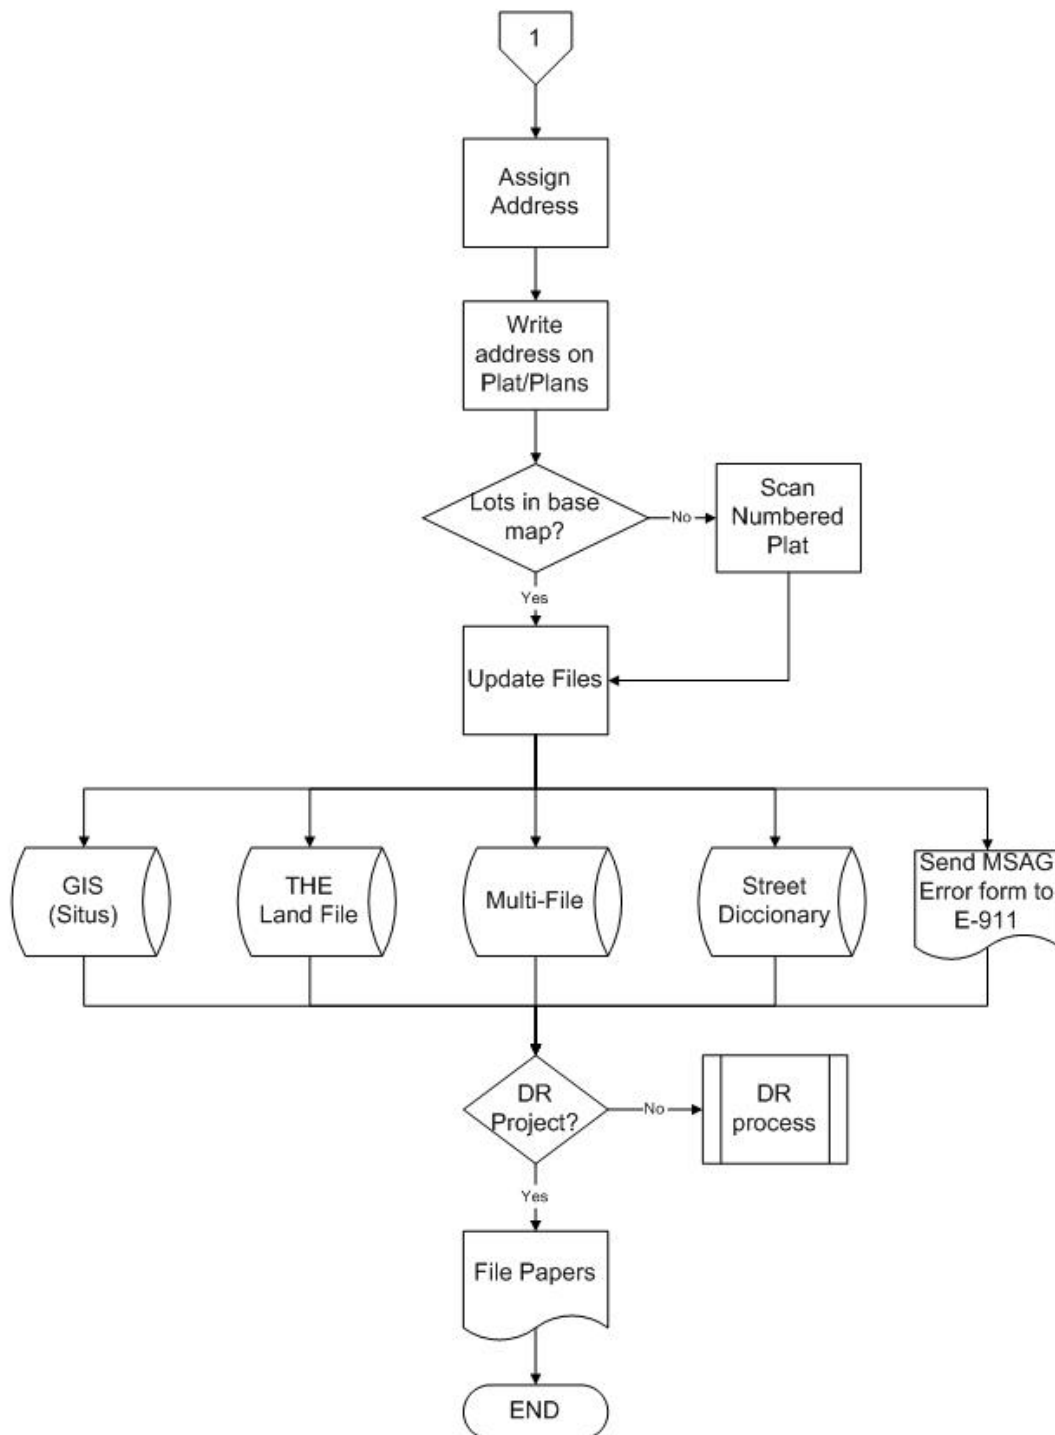 1
Assign
Address
Write
address on
Plat/Plans
Lots in base
map?
No
Scan
Numbered
Plat
Yes
Update Files
GIS
(Situs)
THE
Land File
Multi-File
Street
Diccionary
Send MSAG
Error form to
E-911
DR
Project?
No
DR
process
Yes
File Papers
END